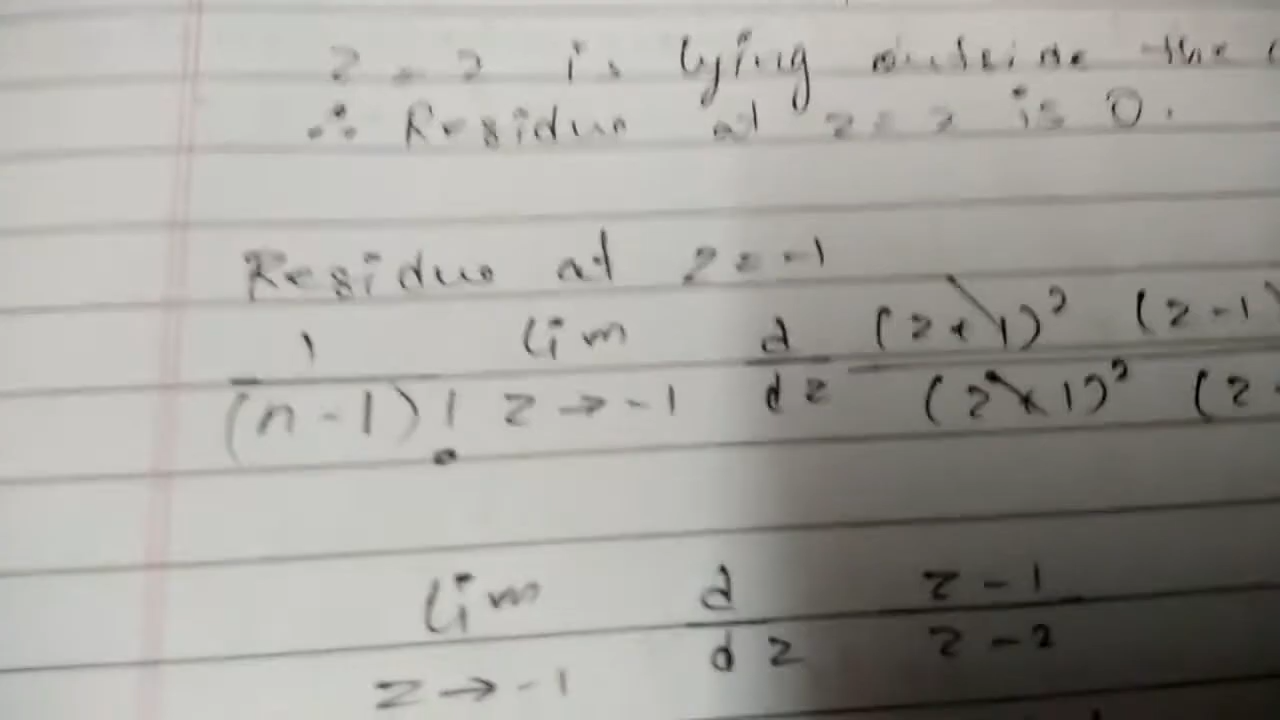 z = 2 is lying outside the
∴ Residue at z = 2 is 0.
Residue at z = -1
1 lim d (z + 1)² (z - 1)
(n - 1)! z → -1 dz (z + 1)² (z -
lim d z - 1
z → -1 dz z - 2